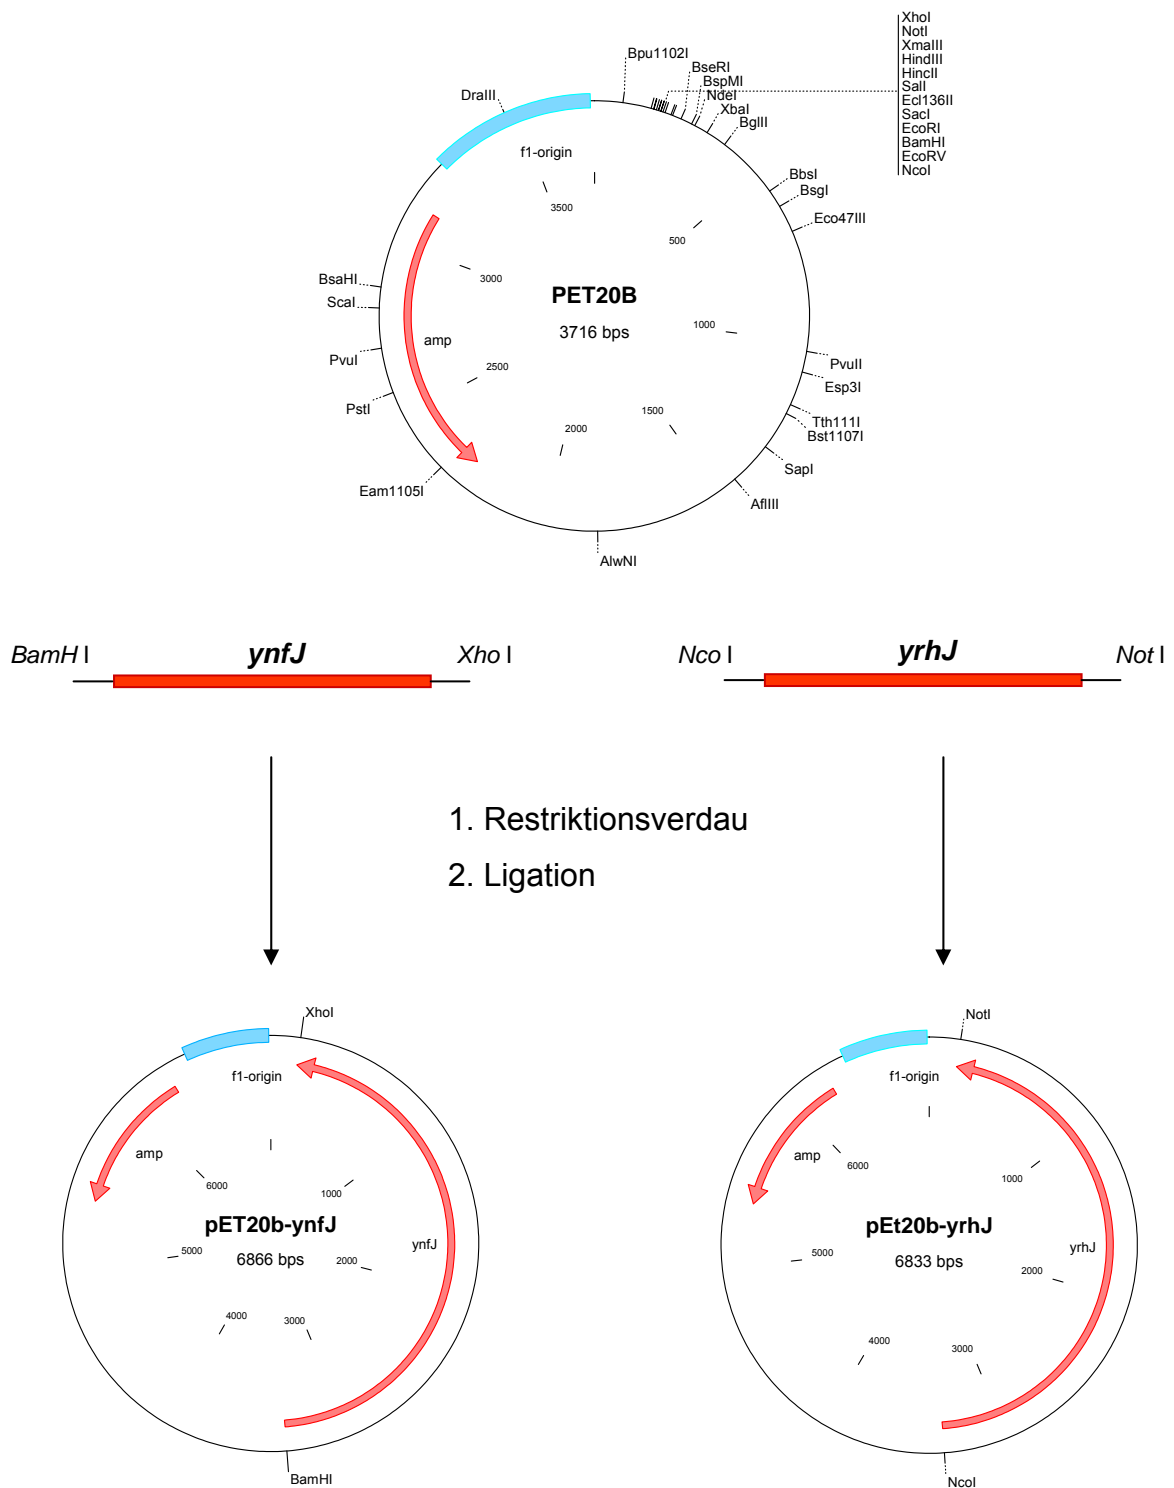 XhoI
NotI
XmaIII
HindIII
HincII
SalI
Ecl136II
SacI
EcoRI
BamHI
EcoRV
NcoI
Bpu1102I
BseRI
BspMI
NdeI
XbaI
BglII
DraIII
f1-origin
BbsI
BsgI
Eco47III
3500
500
3000
BsaHI
ScaI
PET20B
3716 bps
1000
amp
PvuI
2500
PvuII
Esp3I
PstI
1500
2000
Tth111I
Bst1107I
SapI
Eam1105I
AflIII
AlwNI
BamH I ynfJ Xho I
Nco I yrhJ Not I
1. Restriktionsverdau
2. Ligation
XhoI
f1-origin
amp
6000
1000
pET20b-ynfJ
6866 bps
ynfJ
5000
2000
4000
3000
BamHI
NotI
f1-origin
amp
6000
1000
pEt20b-yrhJ
6833 bps
yrhJ
5000
2000
4000
3000
NcoI